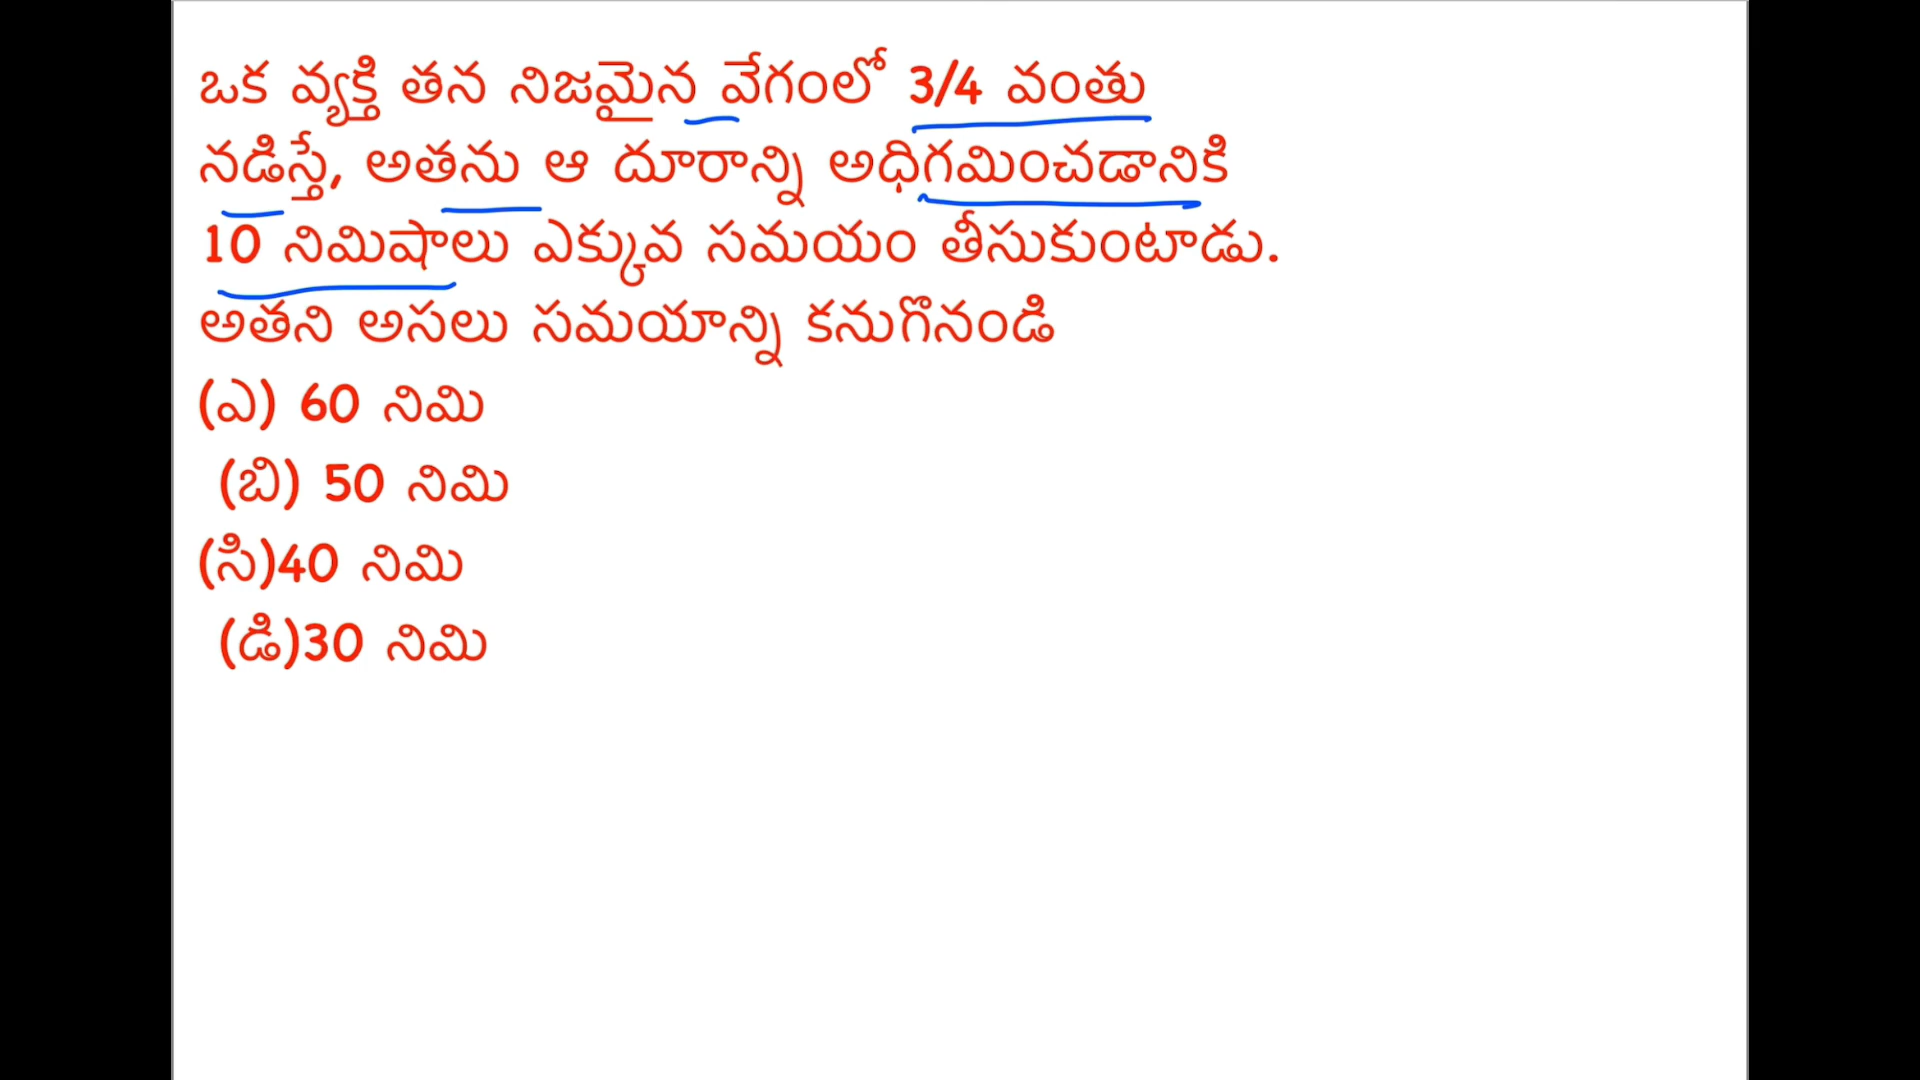 ఒక వ్యక్తి తన నిజమైన వేగంలో 3/4 వంతు
నడిస్తే, అతను ఆ దూరాన్ని అధిగమించడానికి
10 నిమిషాలు ఎక్కువ సమయం తీసుకుంటాడు.
అతని అసలు సమయాన్ని కనుగొనండి
(ఎ) 60 నిమి
(బి) 50 నిమి
(సి)40 నిమి
(డి)30 నిమి